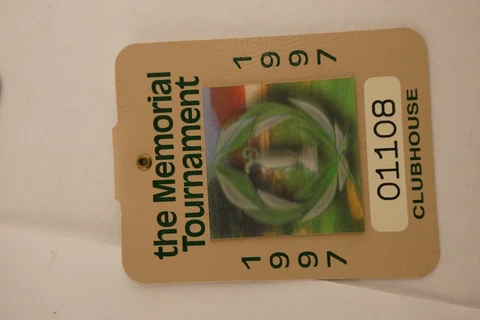 the Memorial
Tournament
1997
1997
01108
CLUBHOUSE